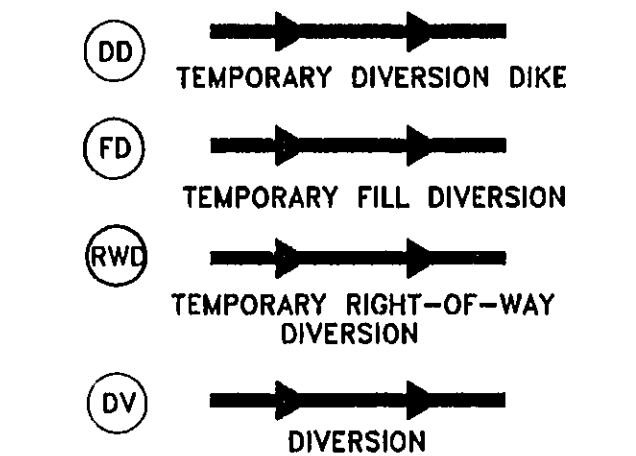 DD
TEMPORARY DIVERSION DIKE
FD
TEMPORARY FILL DIVERSION
RWD
TEMPORARY RIGHT-OF-WAY
DIVERSION
DV
DIVERSION